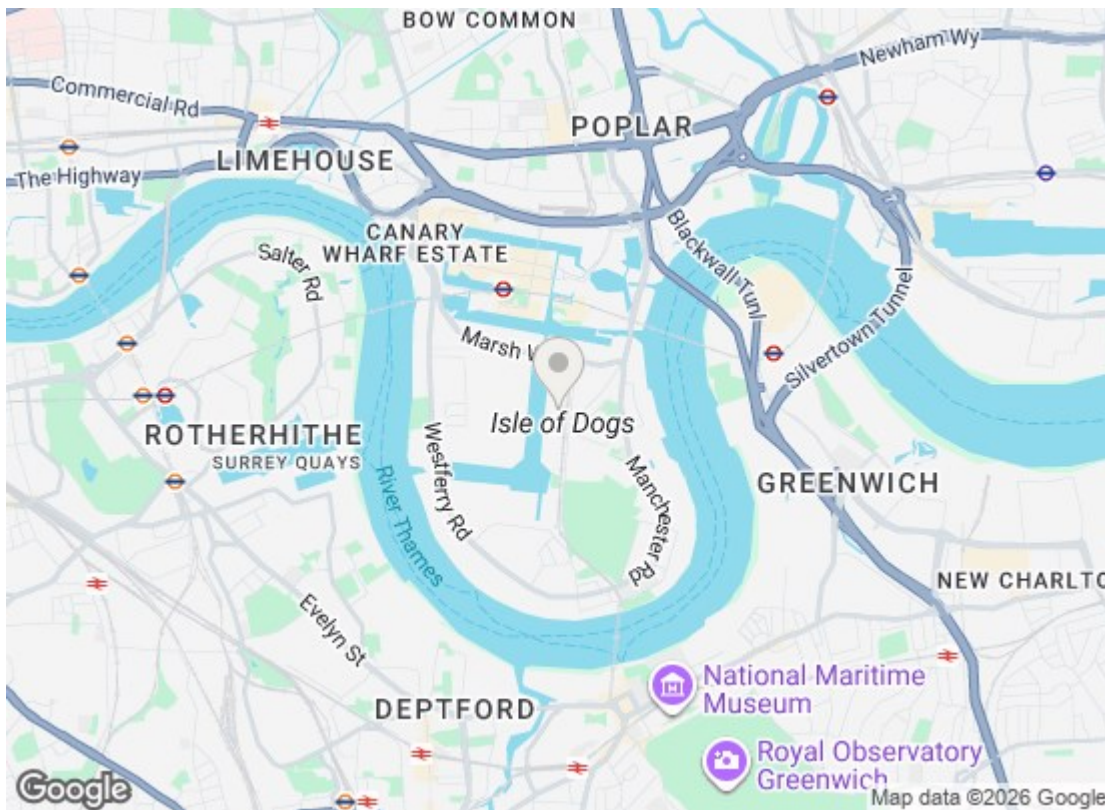 BOW COMMON
Newham Wy
Commercial Rd
POPLAR
LIMEHOUSE
The Highway
CANARY
WHARF ESTATE
Salter Rd
Blackwall Tunl
Silvertown Tunnel
Marsh W
Isle of Dogs
ROTHERHITHE
SURREY QUAYS
Westferry Rd
River Thames
Manchester Rd
GREENWICH
NEW CHARLTO
Evelyn St
National Maritime
Museum
DEPTFORD
Royal Observatory
Greenwich
Google
Map data ©2026 Google